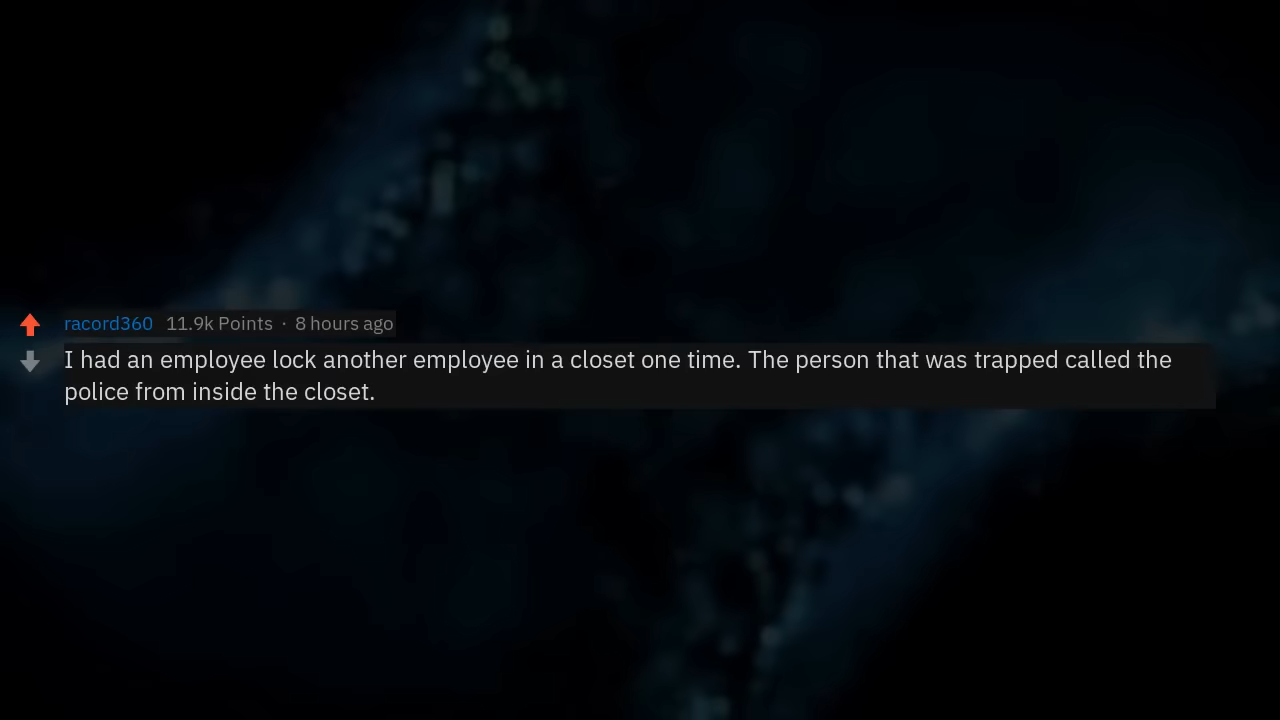 racord360 11.9k Points · 8 hours ago
I had an employee lock another employee in a closet one time. The person that was trapped called the
police from inside the closet.